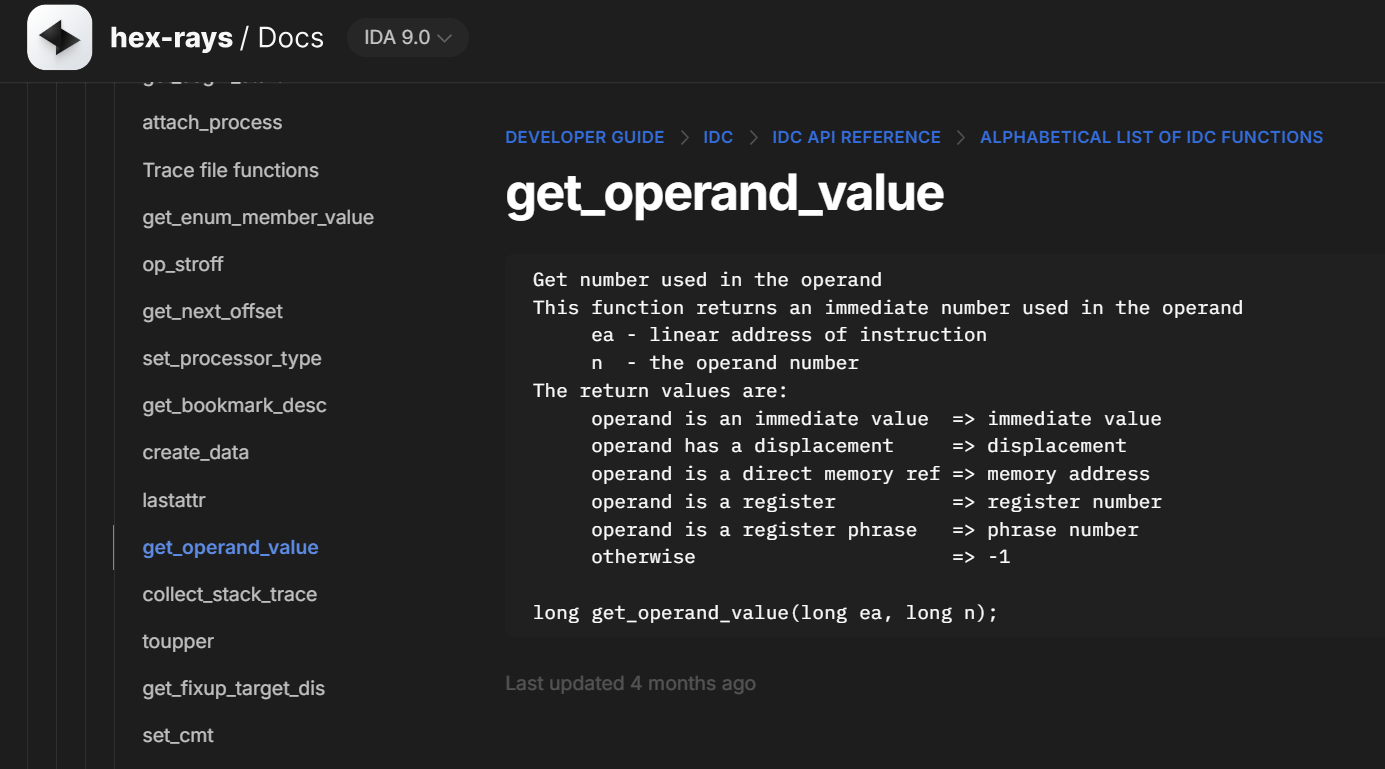 hex-rays / Docs
IDA 9.0
attach_process
Trace file functions
get_enum_member_value
op_stroff
get_next_offset
set_processor_type
get_bookmark_desc
create_data
lastattr
get_operand_value
collect_stack_trace
toupper
get_fixup_target_dis
set_cmt
DEVELOPER GUIDE > IDC > IDC API REFERENCE > ALPHABETICAL LIST OF IDC FUNCTIONS
get_operand_value
Get number used in the operand
This function returns an immediate number used in the operand
     ea - linear address of instruction
     n  - the operand number
The return values are:
     operand is an immediate value  => immediate value
     operand has a displacement     => displacement
     operand is a direct memory ref => memory address
     operand is a register          => register number
     operand is a register phrase   => phrase number
     otherwise                      => -1
long get_operand_value(long ea, long n);
Last updated 4 months ago